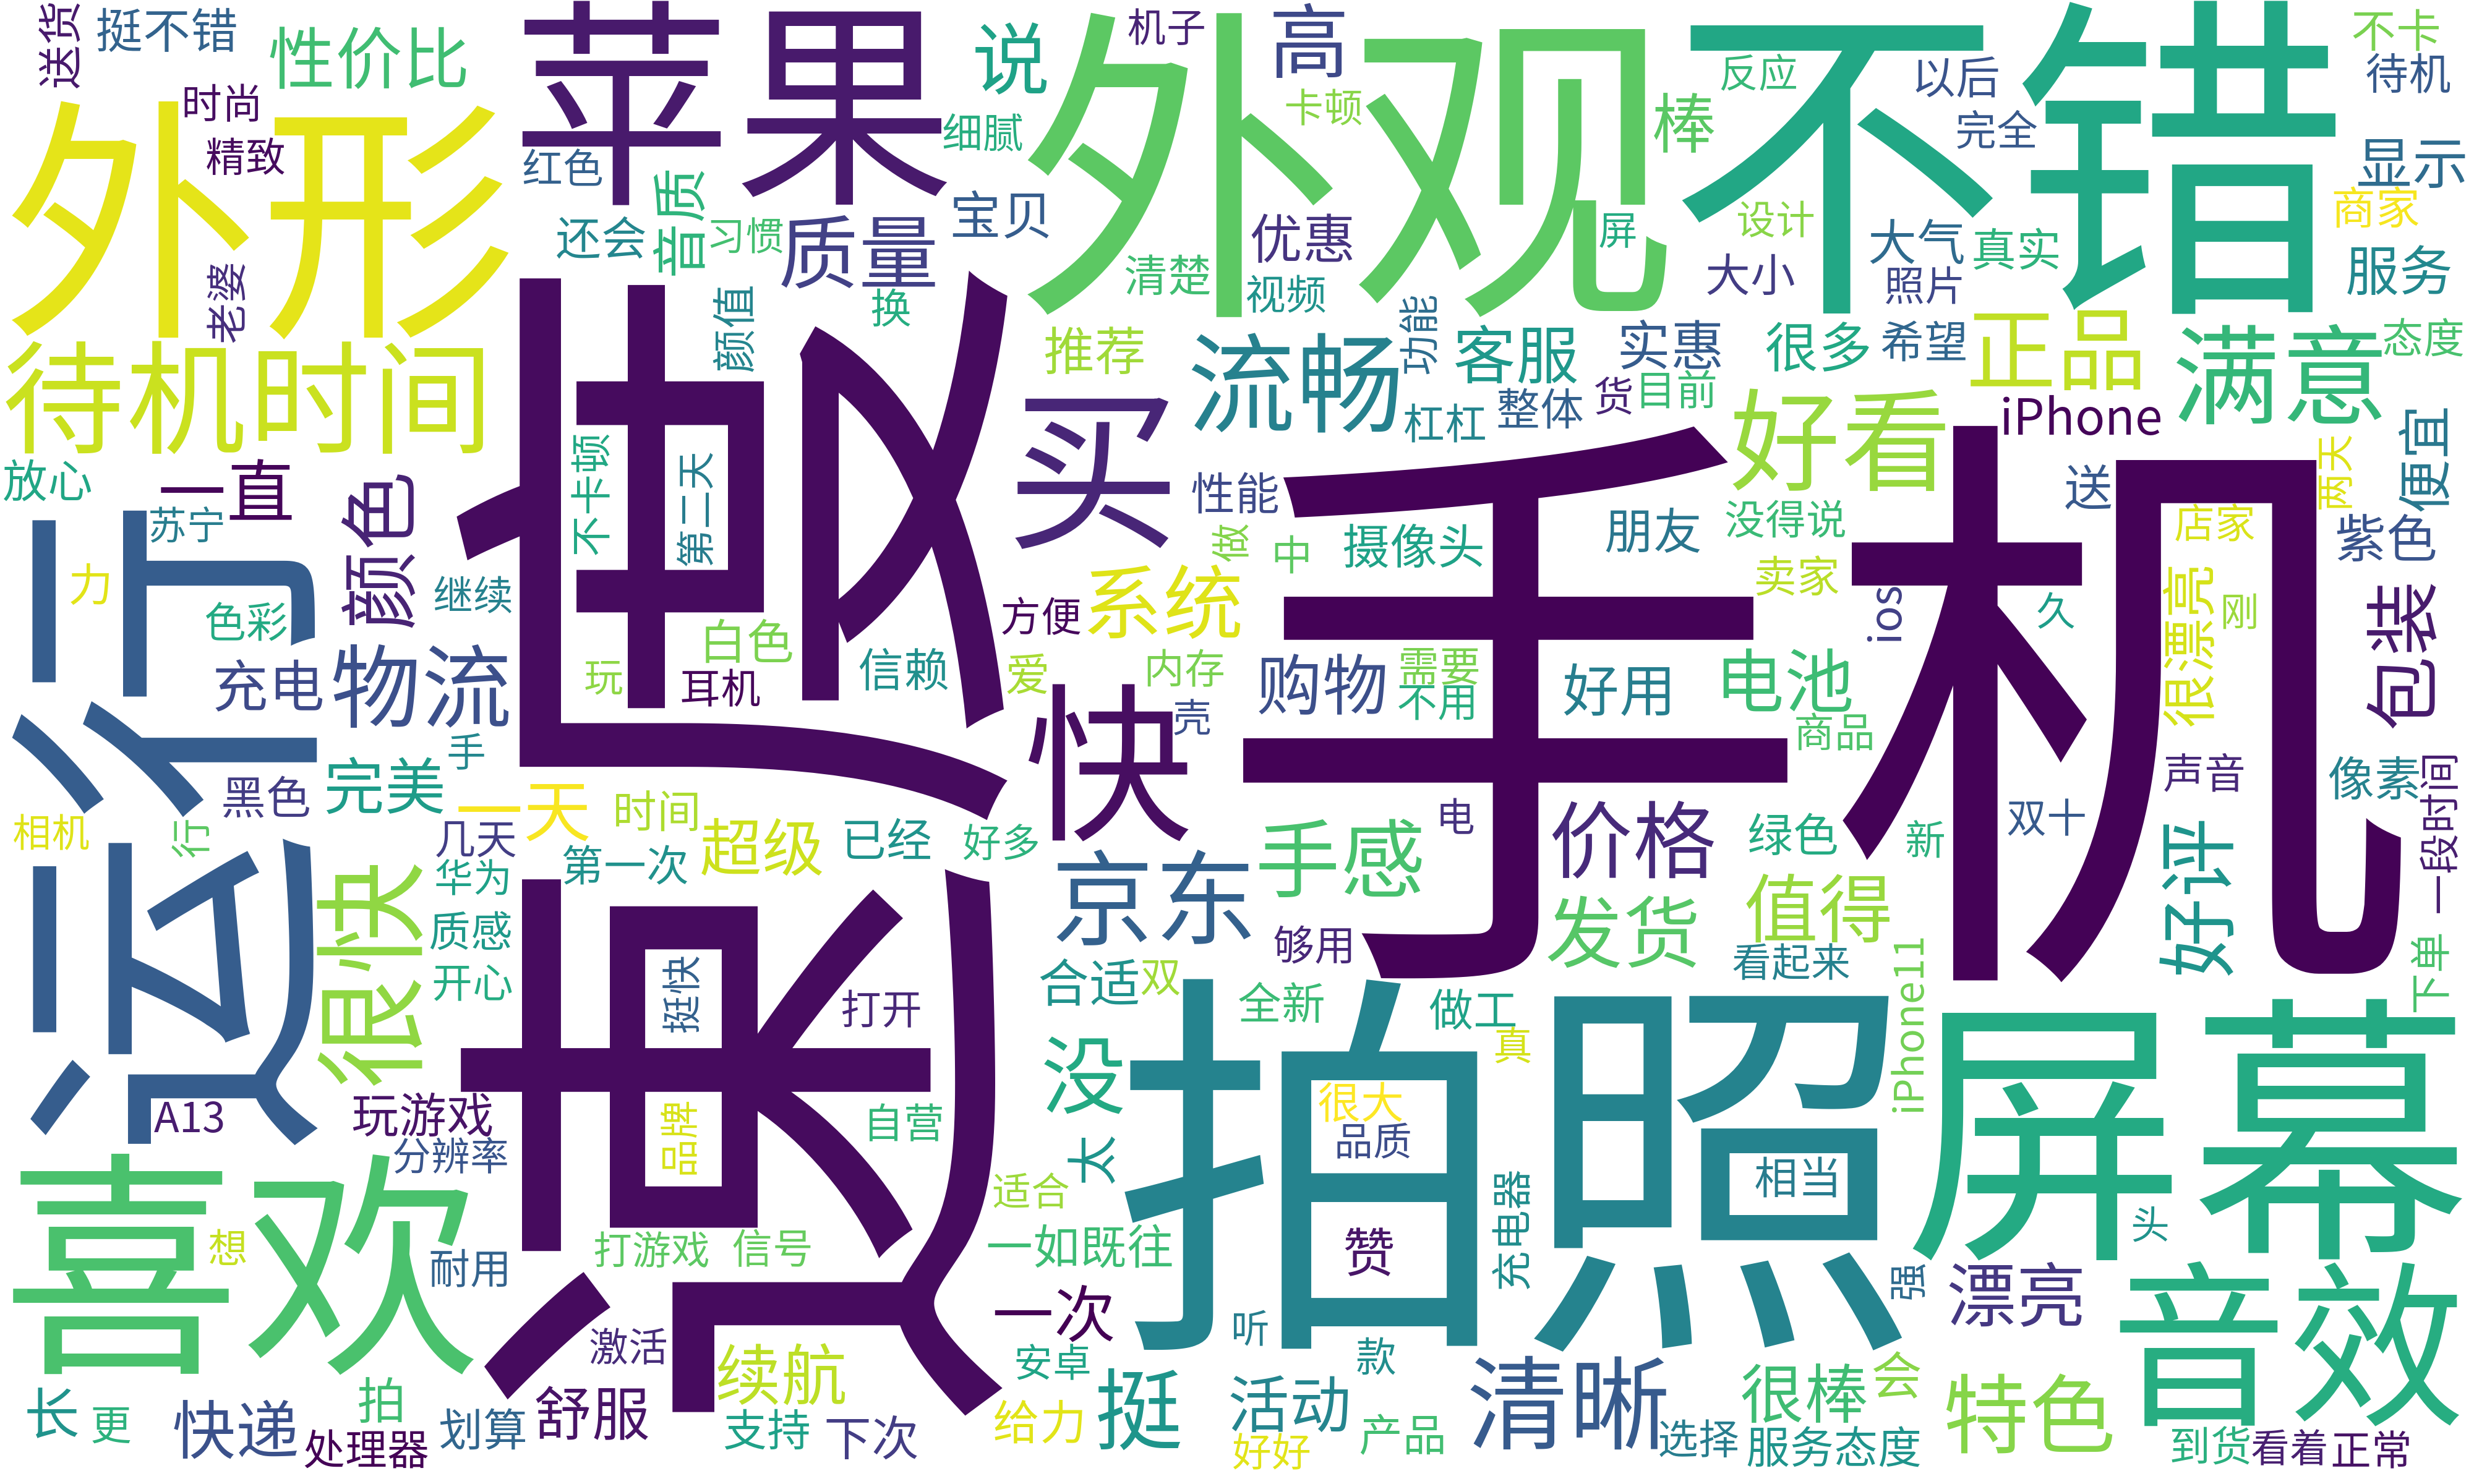 送货
挺不错
性价比
苹果
说
机子
高
外观
不错
反应
以后
不卡
待机
时尚
精致
外形
红色
音质
细腻
卡顿
棒
完全
显示
商家
老婆
还会
习惯
质量
宝贝
清楚
优惠
视频
屏
设计
大小
大气
照片
真实
服务
待机时间
颜值
换
推荐
流畅
功能
客服
实惠
很多
希望
正品
满意
态度
速度
买
杠杠
整体
货
目前
好看
iPhone
便宜
放心
一直
苏宁
颜色
不卡顿
第二天
性能
做
中
摄像头
手机
朋友
没得说
送
两天
店家
紫色
运行
力
色彩
继续
方便
系统
卖家
ios
久
很漂亮
刚
包装
充电
物流
玩
白色
耳机
信赖
爱
内存
壳
购物
需要
不用
好用
电池
商品
手
快
黑色
完美
一天
几天
时间
超级
已经
好多
第一次
电
价格
绿色
新
双十
声音
像素
一段时间
相机
行
很快
华为
质感
开心
京东
手感
发货
值得
好评
够用
看起来
iPhone11
下单
挺快
打开
效果
合适
双
全新
做工
真
拍照
屏幕
没
很大
品质
A13
玩游戏
分辨率
品牌
自营
太
适合
相当
喜欢
想
耐用
打游戏
信号
一如既往
赞
充电器
强
头
漂亮
音效
激活
一次
听
款
安卓
长
更
快递
拍
处理器
划算
舒服
续航
支持
下次
给力
挺
活动
好好
产品
清晰
选择
很棒
会
服务态度
特色
到货
看着
正常